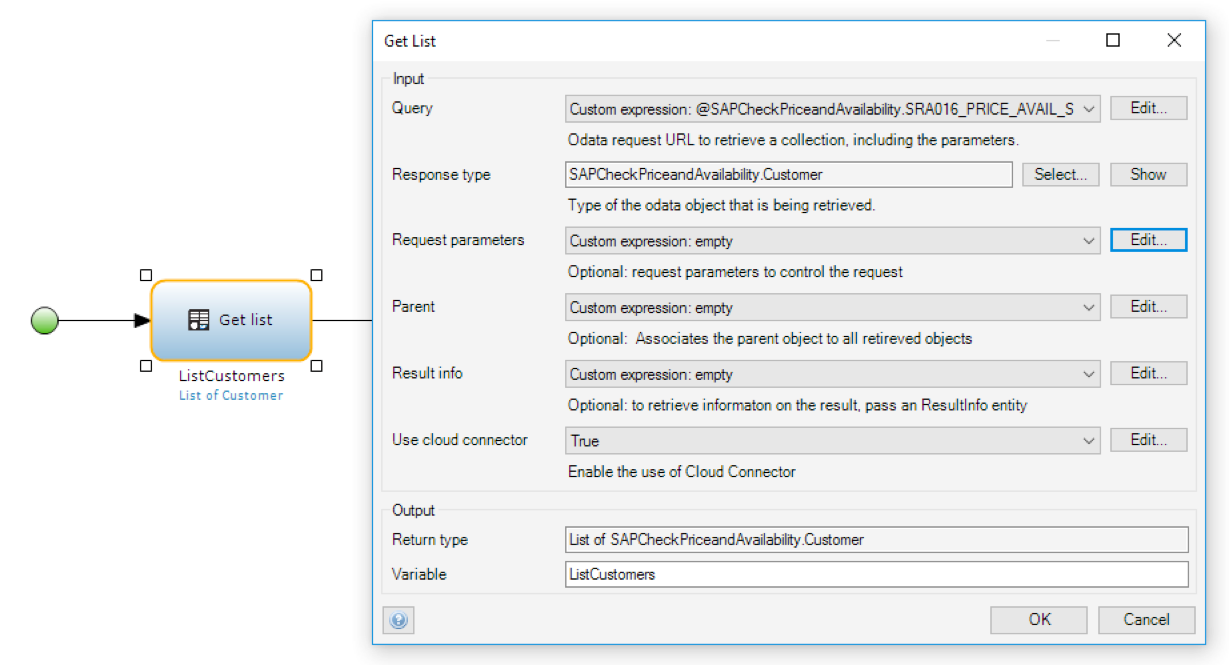 Get List
Input
Query
Custom expression: @SAPCheckPriceandAvailability.SRA016_PRICE_AVAIL_S
Edit...
Odata request URL to retrieve a collection, including the parameters.
Response type
SAPCheckPriceandAvailability.Customer
Select...
Show
Type of the odata object that is being retrieved.
Request parameters
Custom expression: empty
Edit...
Optional: request parameters to control the request
Parent
Custom expression: empty
Edit...
Optional: Associates the parent object to all retireved objects
Result info
Custom expression: empty
Edit...
Optional: to retrieve informaton on the result, pass an ResultInfo entity
Use cloud connector
True
Edit...
Enable the use of Cloud Connector
Output
Return type
List of SAPCheckPriceandAvailability.Customer
Variable
ListCustomers
?
OK
Cancel
Get list
ListCustomers
List of Customer